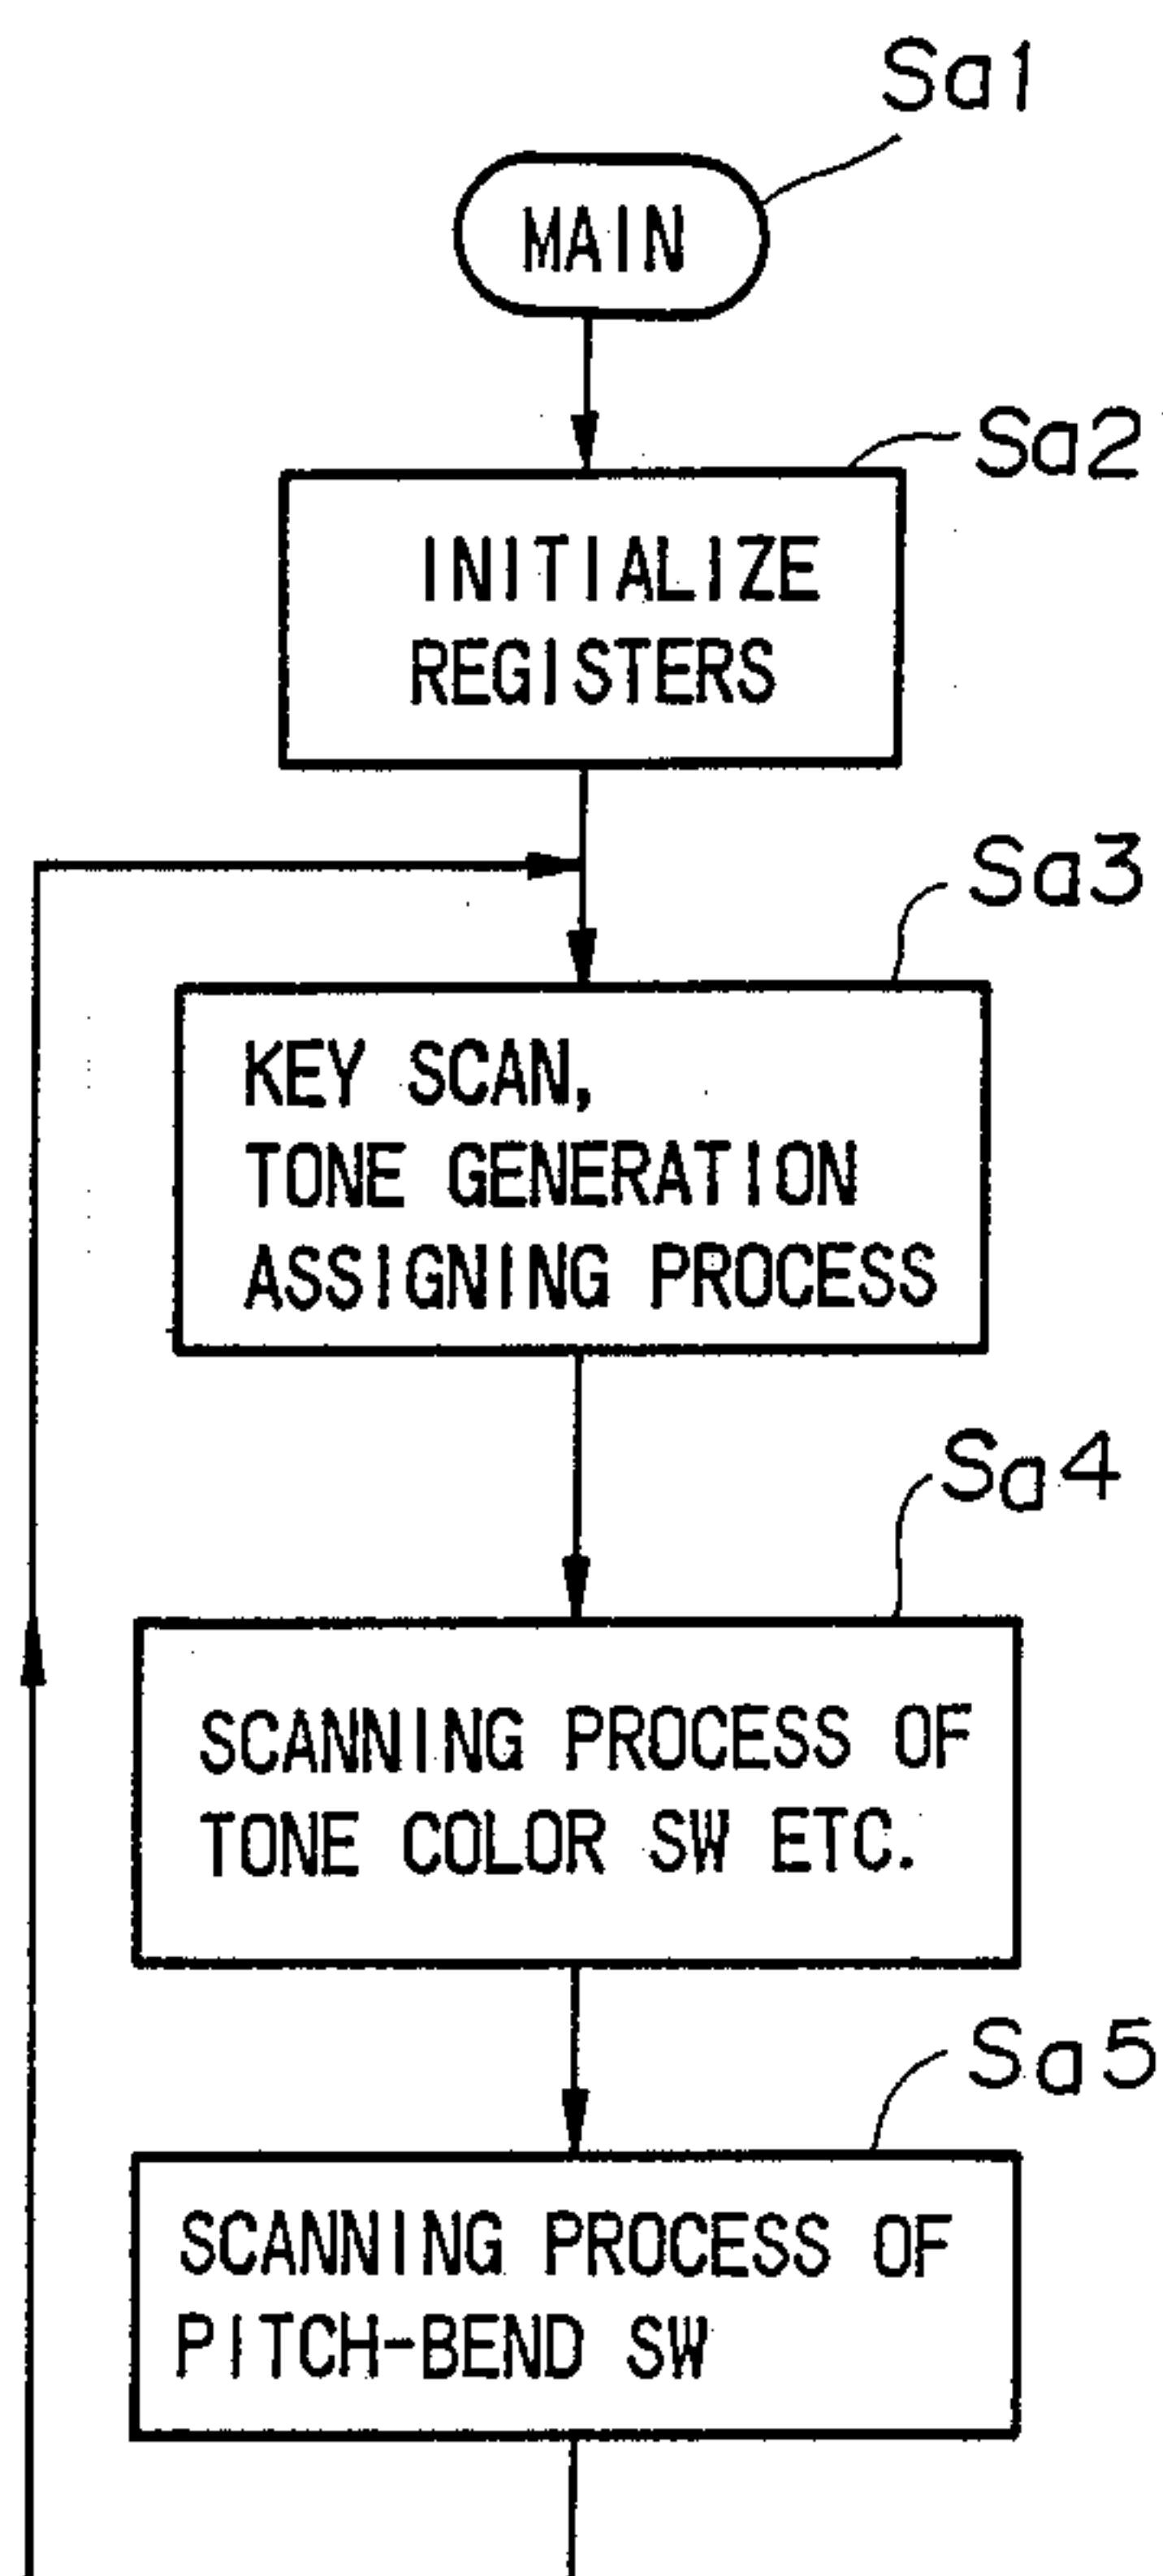 Sa1
MAIN
Sa2
INITIALIZE
REGISTERS
Sa3
KEY SCAN,
TONE GENERATION
ASSIGNING PROCESS
Sa4
SCANNING PROCESS OF
TONE COLOR SW ETC.
Sa5
SCANNING PROCESS OF
PITCH-BEND SW